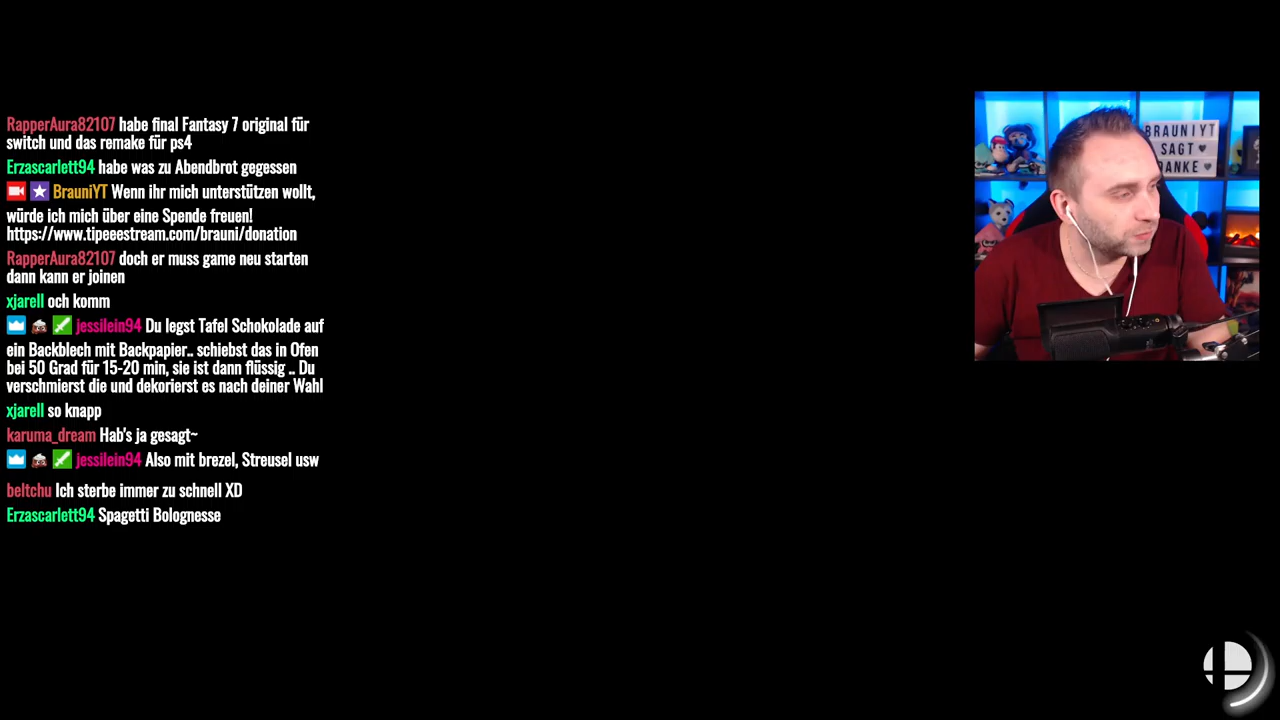 RapperAura82107 habe final Fantasy 7 original für
switch und das remake für ps4
Erzascarlett94 habe was zu Abendbrot gegessen
BrauniYT Wenn ihr mich unterstützen wollt,
würde ich mich über eine Spende freuen!
https://www.tipeeestream.com/brauni/donation
RapperAura82107 doch er muss game neu starten
dann kann er joinen
xjarell och komm
jessilein94 Du legst Tafel Schokolade auf
ein Backblech mit Backpapier.. schiebst das in Ofen
bei 50 Grad für 15-20 min, sie ist dann flüssig .. Du
verschmierst die und dekorierst es nach deiner Wahl
xjarell so knapp
karuma_dream Hab's ja gesagt~
jessilein94 Also mit brezel, Streusel usw
beltchu Ich sterbe immer zu schnell XD
Erzascarlett94 Spagetti Bolognesse
BRAUNIYT
SAGT ♥
DANKE ♥